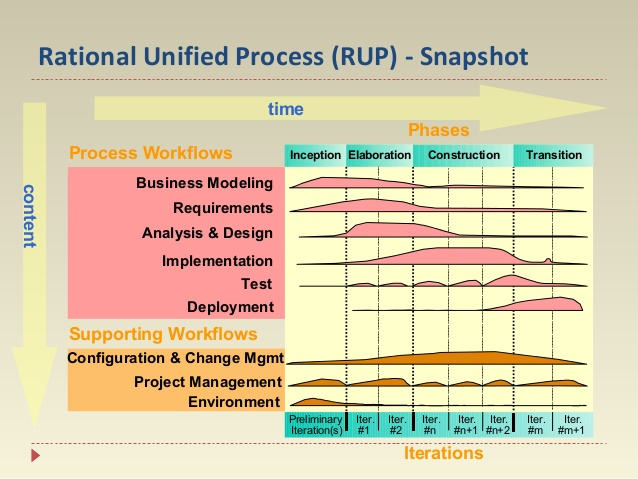 Rational Unified Process (RUP) - Snapshot
time
content
Phases
Process Workflows
Inception Elaboration Construction Transition
Business Modeling
Requirements
Analysis & Design
Implementation
Test
Deployment
Supporting Workflows
Configuration & Change Mgmt
Project Management
Environment
Preliminary Iteration(s)
Iter. #1
Iter. #2
Iter. #n
Iter. #n+1
Iter. #n+2
Iter. #m
Iter. #m+1
Iterations